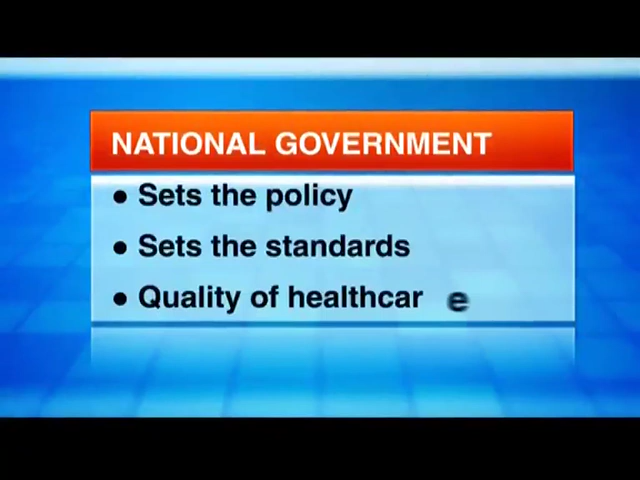 NATIONAL GOVERNMENT
● Sets the policy
● Sets the standards
● Quality of healthcar e